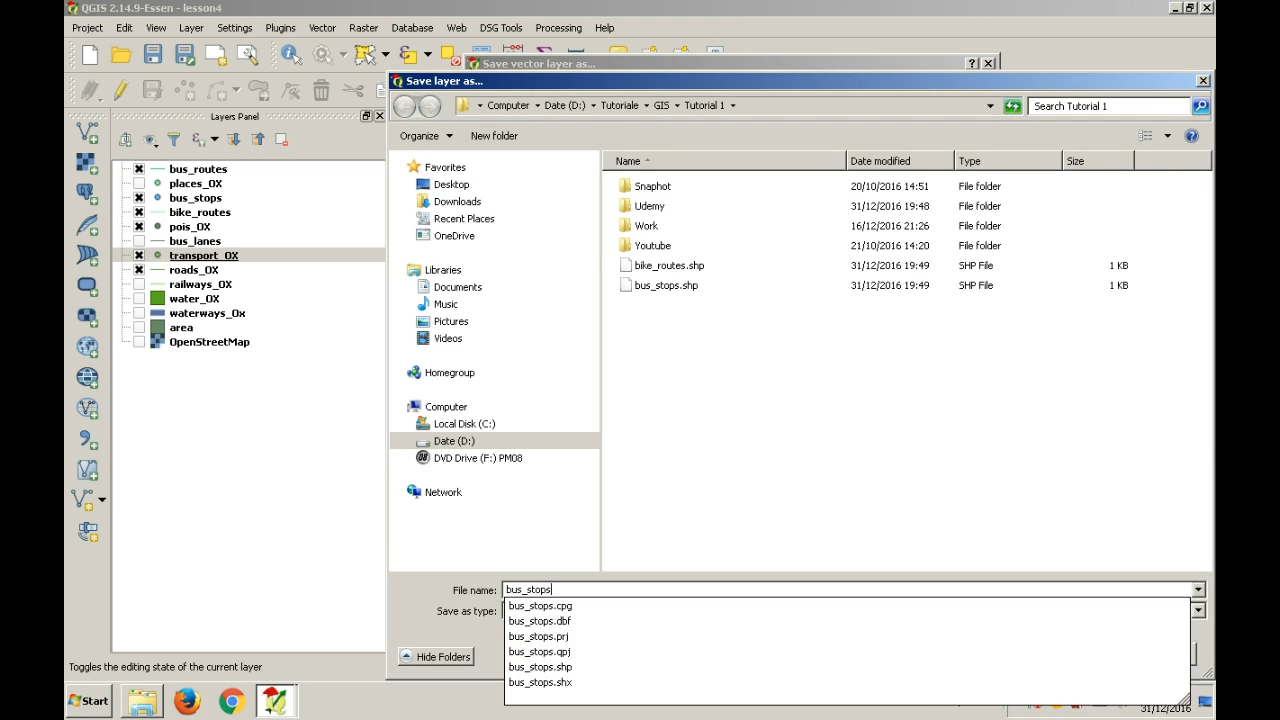 QGIS 2.14.9-Essen - lesson4
Project Edit View Layer Settings Plugins Vector Raster Database Web DSG Tools Processing Help
Save vector layer as...
Save layer as...
Computer Date (D:) Tutoriale GIS Tutorial 1
Search Tutorial 1
Layers Panel
Organize New folder
bus_routes
places_OX
bus_stops
bike_routes
pois_OX
bus_lanes
transport_OX
roads_OX
railways_OX
water_OX
waterways_Ox
area
OpenStreetMap
Favorites
Desktop
Downloads
Recent Places
OneDrive
Libraries
Documents
Music
Pictures
Videos
Homegroup
Computer
Local Disk (C:)
Date (D:)
DVD Drive (F:) PM08
Network
Name Date modified Type Size
Snaphot 20/10/2016 14:51 File folder
Udemy 31/12/2016 19:48 File folder
Work 16/12/2016 21:26 File folder
Youtube 21/10/2016 14:20 File folder
bike_routes.shp 31/12/2016 19:49 SHP File 1 KB
bus_stops.shp 31/12/2016 19:49 SHP File 1 KB
File name: bus_stops
Save as type:
bus_stops.cpg
bus_stops.dbf
bus_stops.prj
bus_stops.qpj
bus_stops.shp
bus_stops.shx
Hide Folders
Toggles the editing state of the current layer
Start
31/12/2016